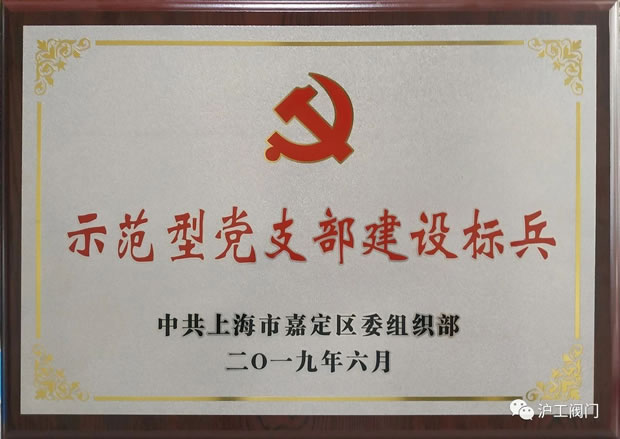 示范型党支部建设标兵
中共上海市嘉定区委组织部
二〇一九年六月
沪工阀门